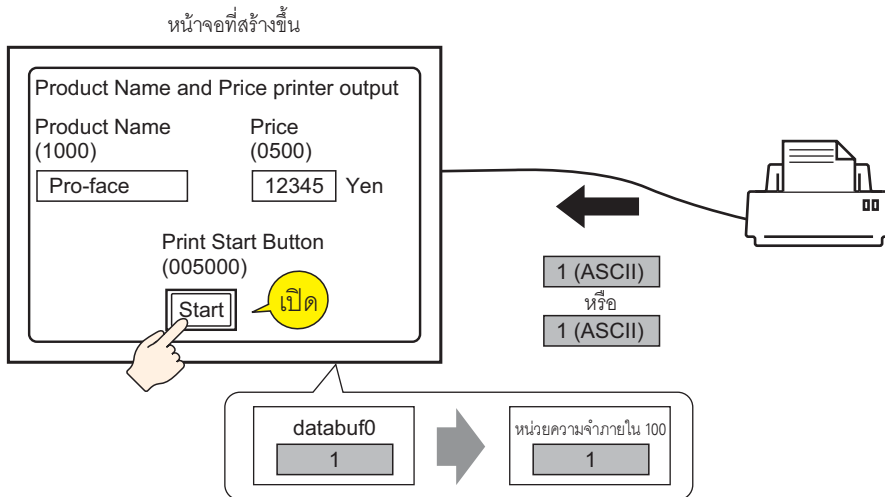 หน้าจอที่สร้างขึ้น
Product Name and Price printer output
Product Name
(1000)
Price
(0500)
Pro-face
12345 Yen
Print Start Button
(005000)
Start
เปิด
1 (ASCII)
หรือ
1 (ASCII)
databuf0
1
หน่วยความจำภายใน 100
1